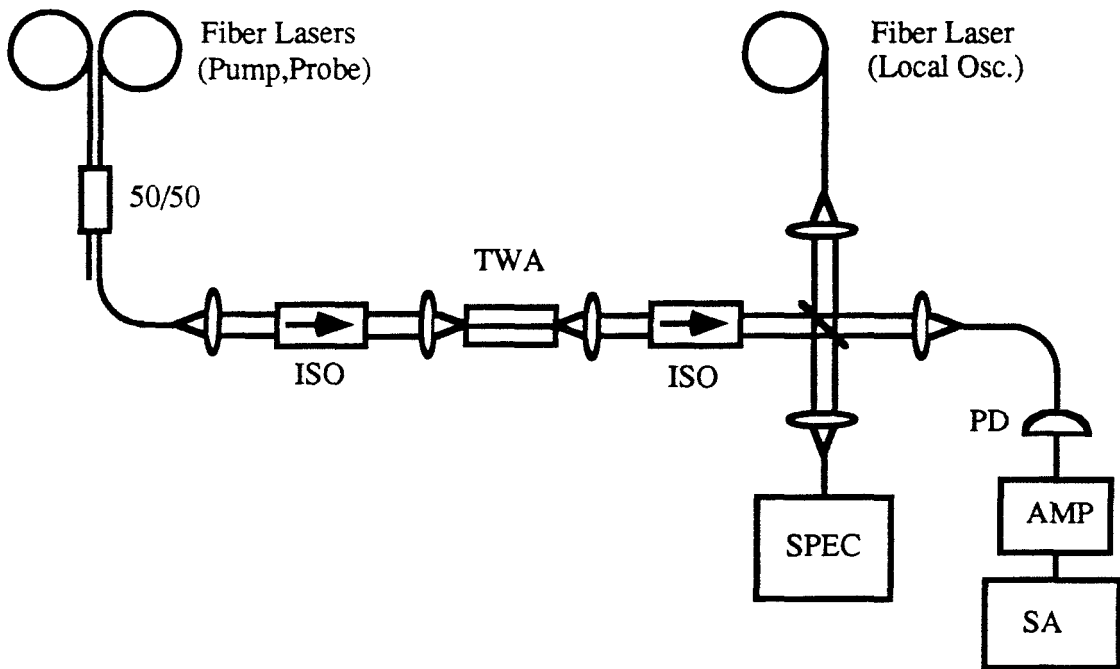 Fiber Lasers
(Pump,Probe)
Fiber Laser
(Local Osc.)
50/50
TWA
ISO
ISO
PD
AMP
SPEC
SA